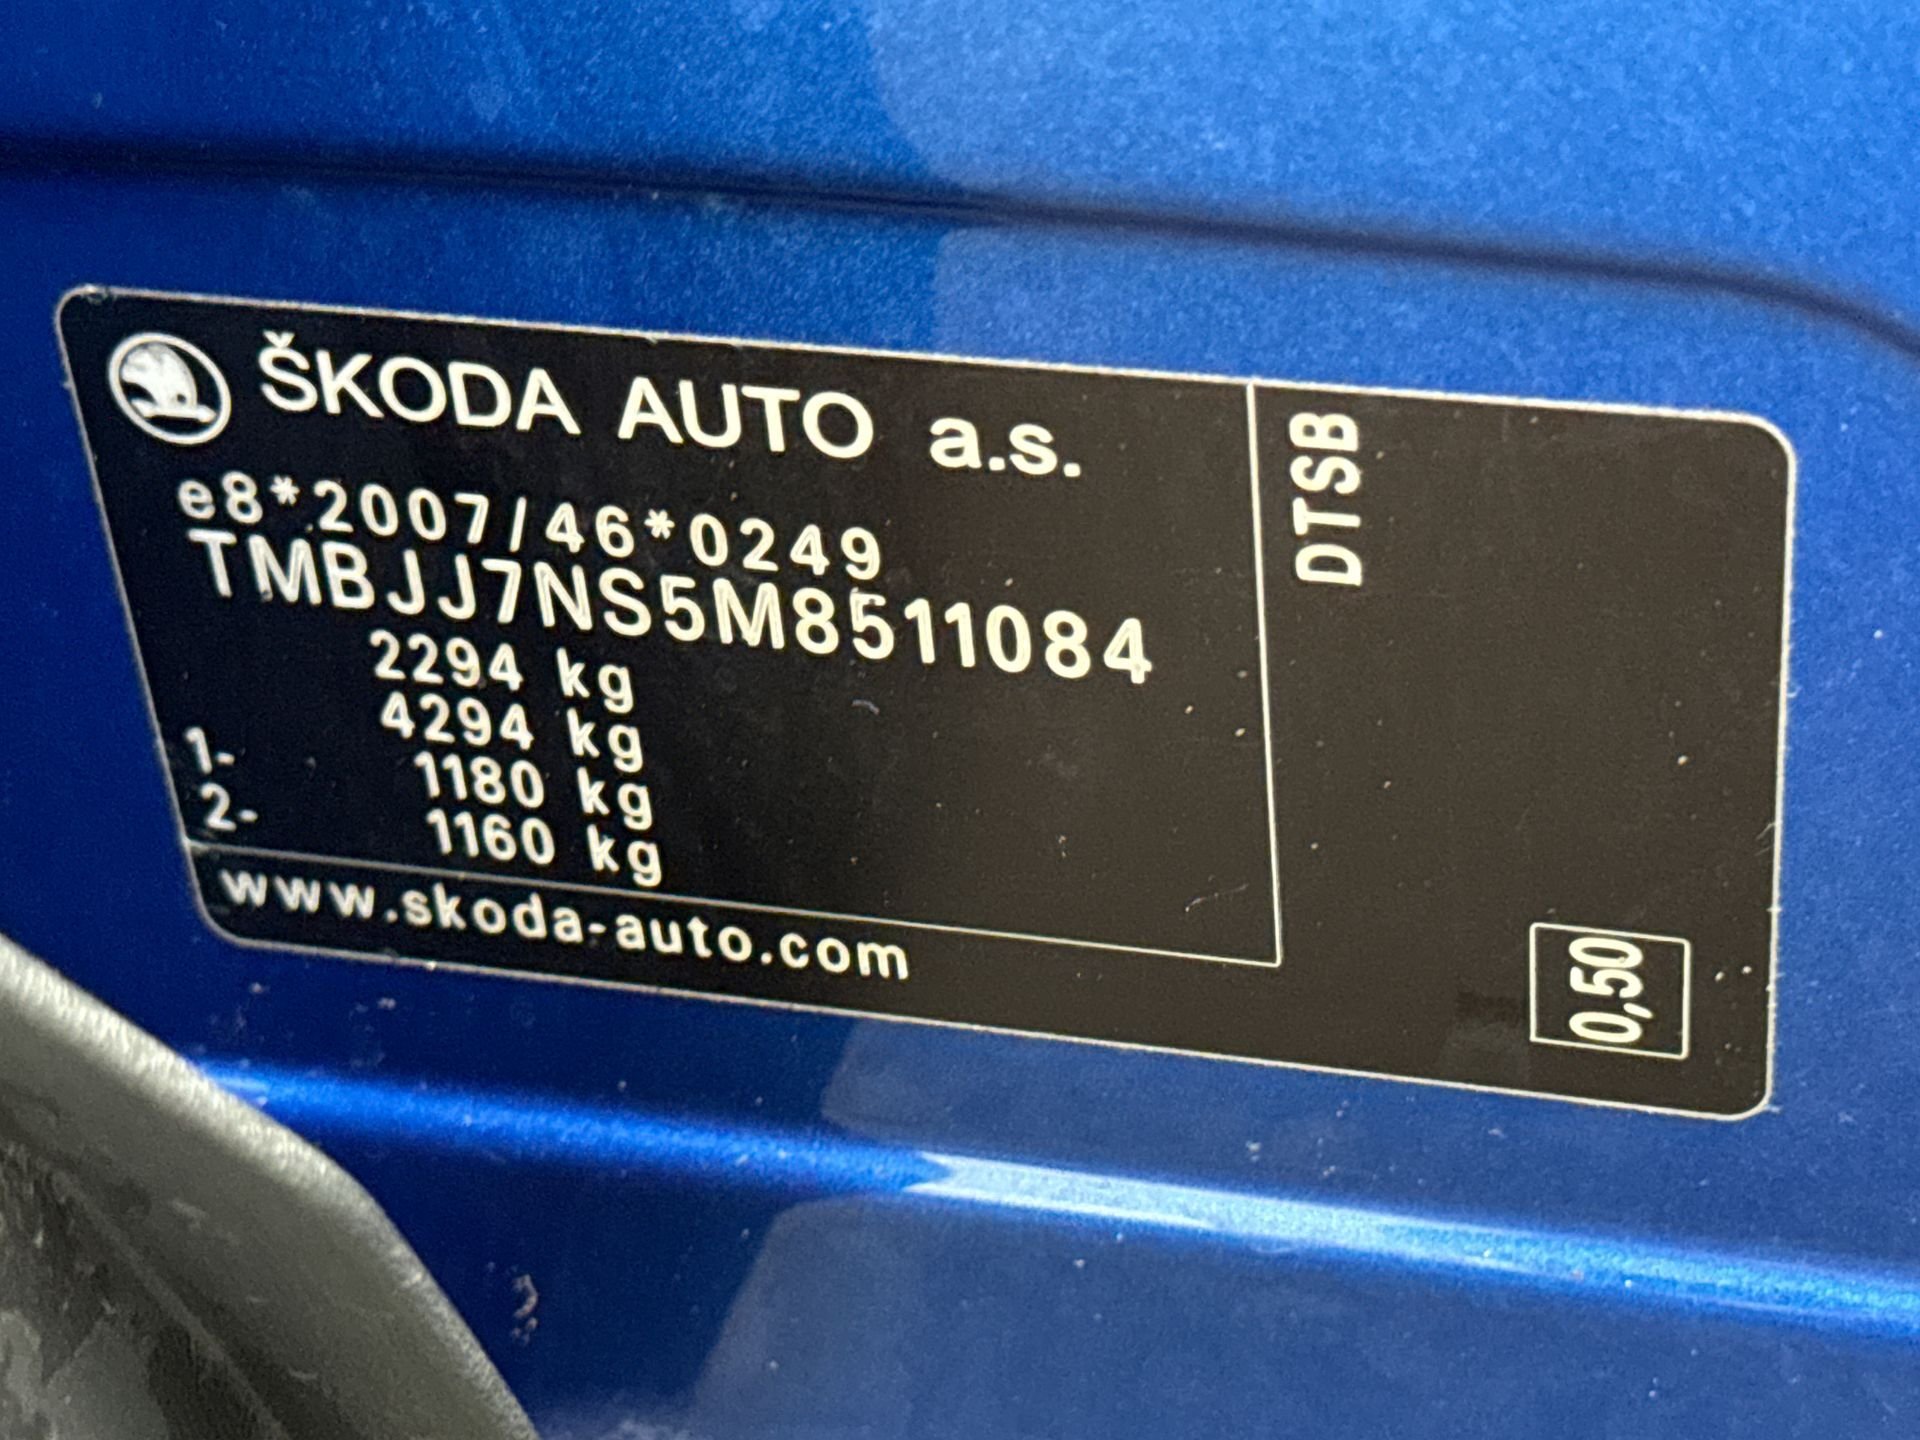 ŠKODA AUTO a.s.
e8*2007/46*0249
TMBJJ7NS5M8511084
2294 kg
4294 kg
1- 1180 kg
2- 1160 kg
www.skoda-auto.com
DTSB
0,50